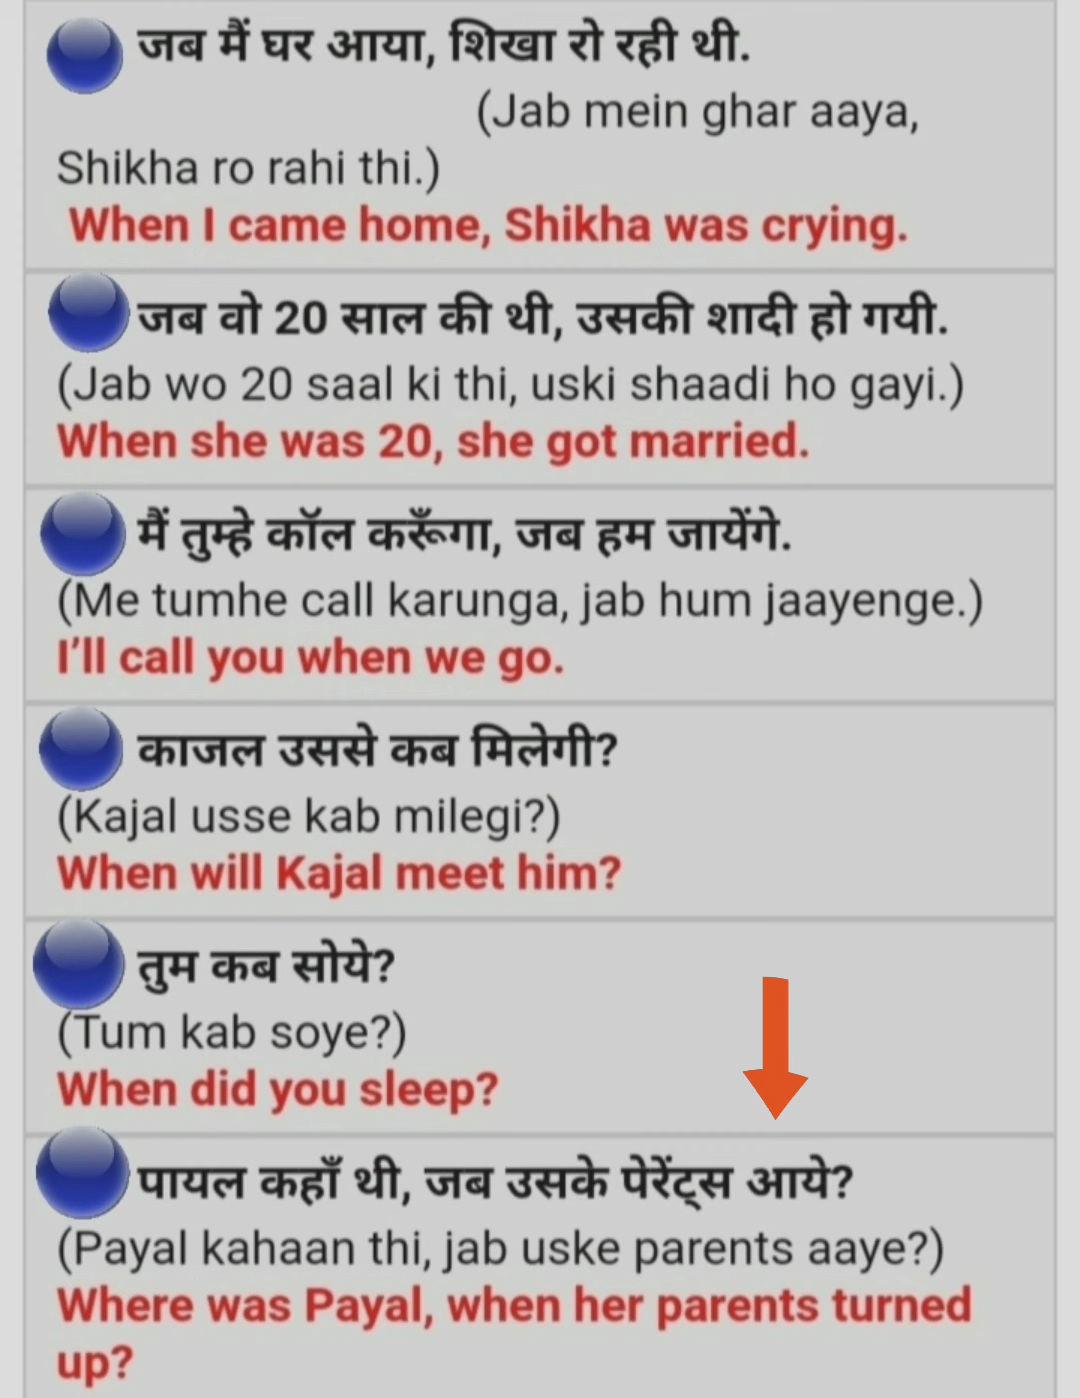 जब मैं घर आया, शिखा रो रही थी.
(Jab mein ghar aaya,
Shikha ro rahi thi.)
When I came home, Shikha was crying.
जब वो 20 साल की थी, उसकी शादी हो गयी.
(Jab wo 20 saal ki thi, uski shaadi ho gayi.)
When she was 20, she got married.
मैं तुम्हे कॉल करूँगा, जब हम जायेंगे.
(Me tumhe call karunga, jab hum jaayenge.)
I’ll call you when we go.
काजल उससे कब मिलेगी?
(Kajal usse kab milegi?)
When will Kajal meet him?
तुम कब सोये?
(Tum kab soye?)
When did you sleep?
पायल कहाँ थी, जब उसके पेरेंट्स आये?
(Payal kahaan thi, jab uske parents aaye?)
Where was Payal, when her parents turned
up?